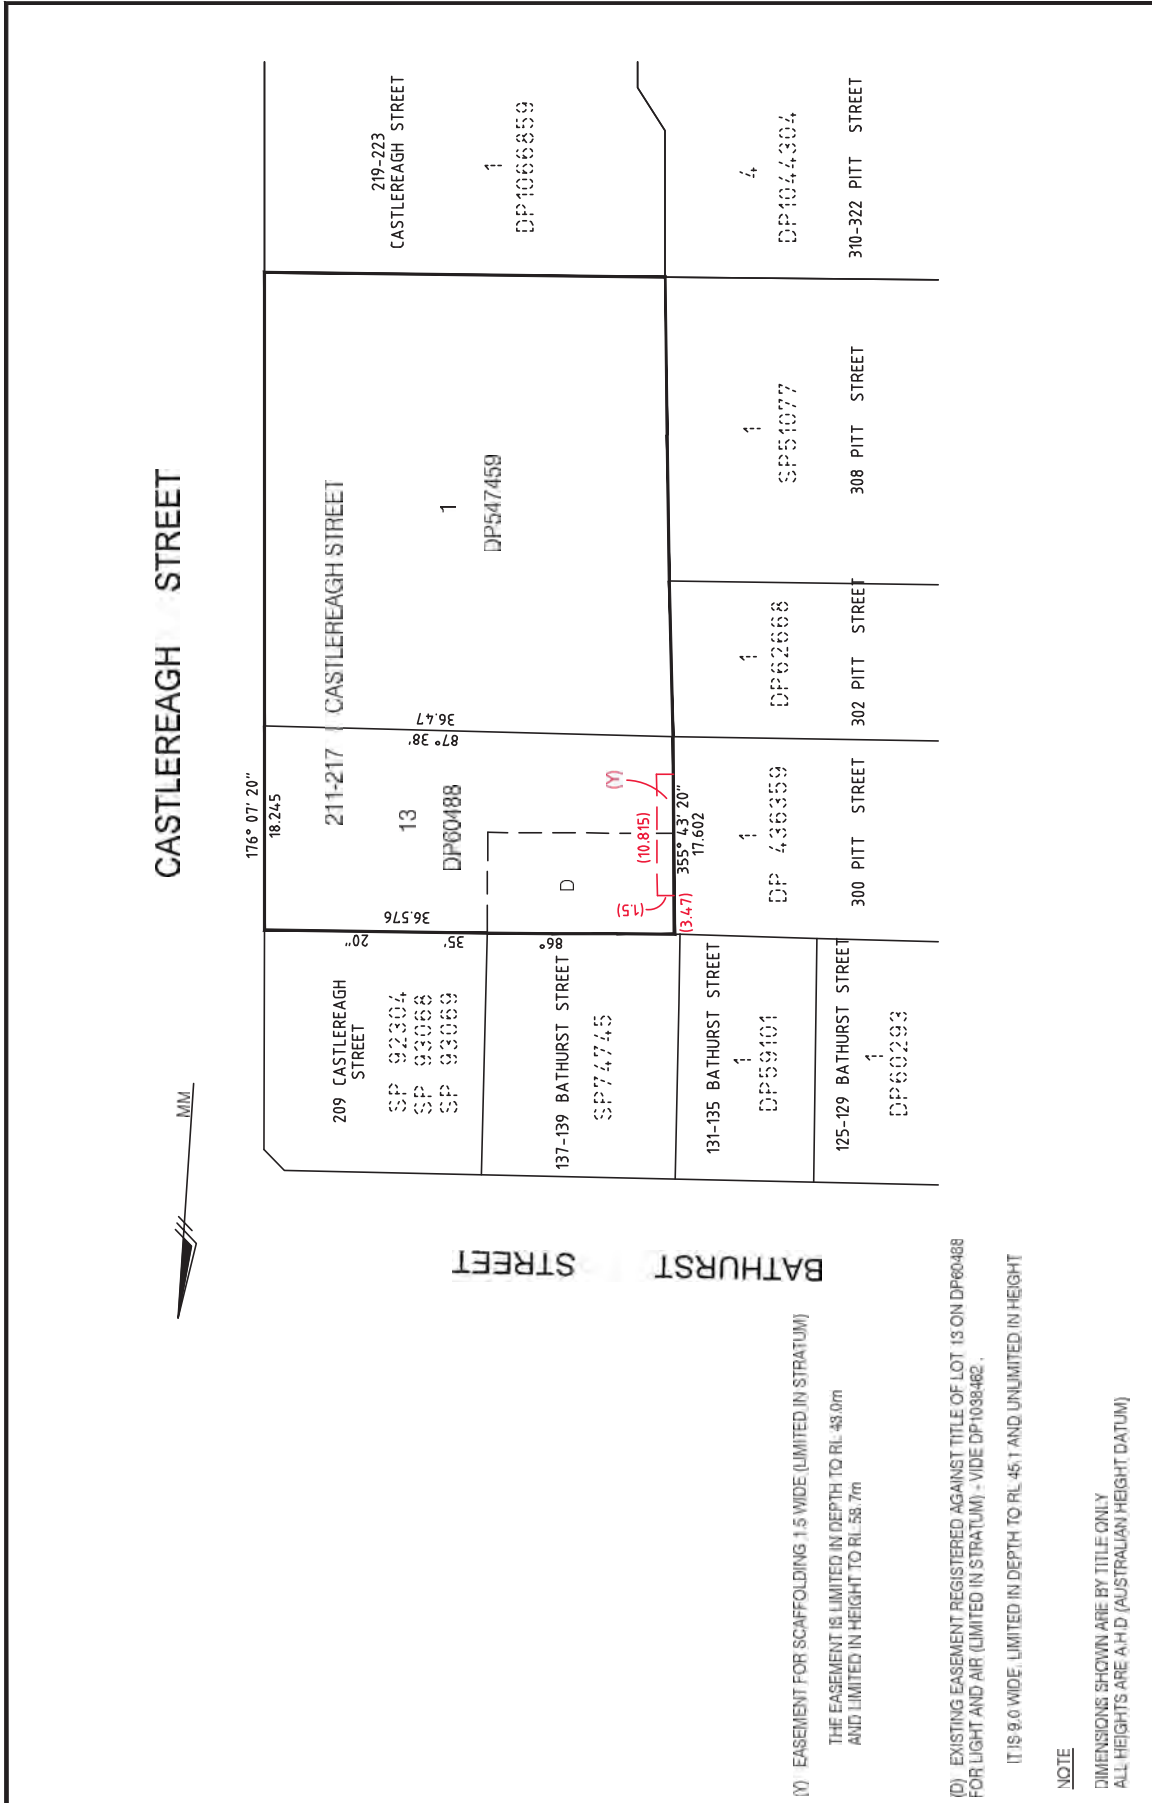 CASTLEREAGH STREET
MM
219-223
CASTLEREAGH STREET
1
DP1066859
4
DP1044304
310-322 PITT STREET
211-217 CASTLEREAGH STREET
1
DP547459
1
SP51077
308 PITT STREET
1
DP62668
302 PITT STREET
176° 07' 20"
18.245
36.47
87° 38'
13
DP60488
36.576
86° 35' 20"
D
(Y)
(10.815)
(1.5)
(3.47)
355° 43' 20"
17.602
1
DP 436359
300 PITT STREET
209 CASTLEREAGH
STREET
SP 92304
SP 93068
SP 93069
137-139 BATHURST STREET
SP74745
131-135 BATHURST STREET
1
DP59101
125-129 BATHURST STREET
1
DP60293
BATHURST STREET
(Y) EASEMENT FOR SCAFFOLDING 1.5 WIDE (LIMITED IN STRATUM)
THE EASEMENT IS LIMITED IN DEPTH TO RL: 43.0m
AND LIMITED IN HEIGHT TO RL: 58.7m
(D) EXISTING EASEMENT REGISTERED AGAINST TITLE OF LOT 13 ON DP60488
FOR LIGHT AND AIR (LIMITED IN STRATUM) - VIDE DP1038462 .
IT IS 9.0 WIDE, LIMITED IN DEPTH TO RL 45.1 AND UNLIMITED IN HEIGHT
NOTE
DIMENSIONS SHOWN ARE BY TITLE ONLY
ALL HEIGHTS ARE A.H.D (AUSTRALIAN HEIGHT DATUM)